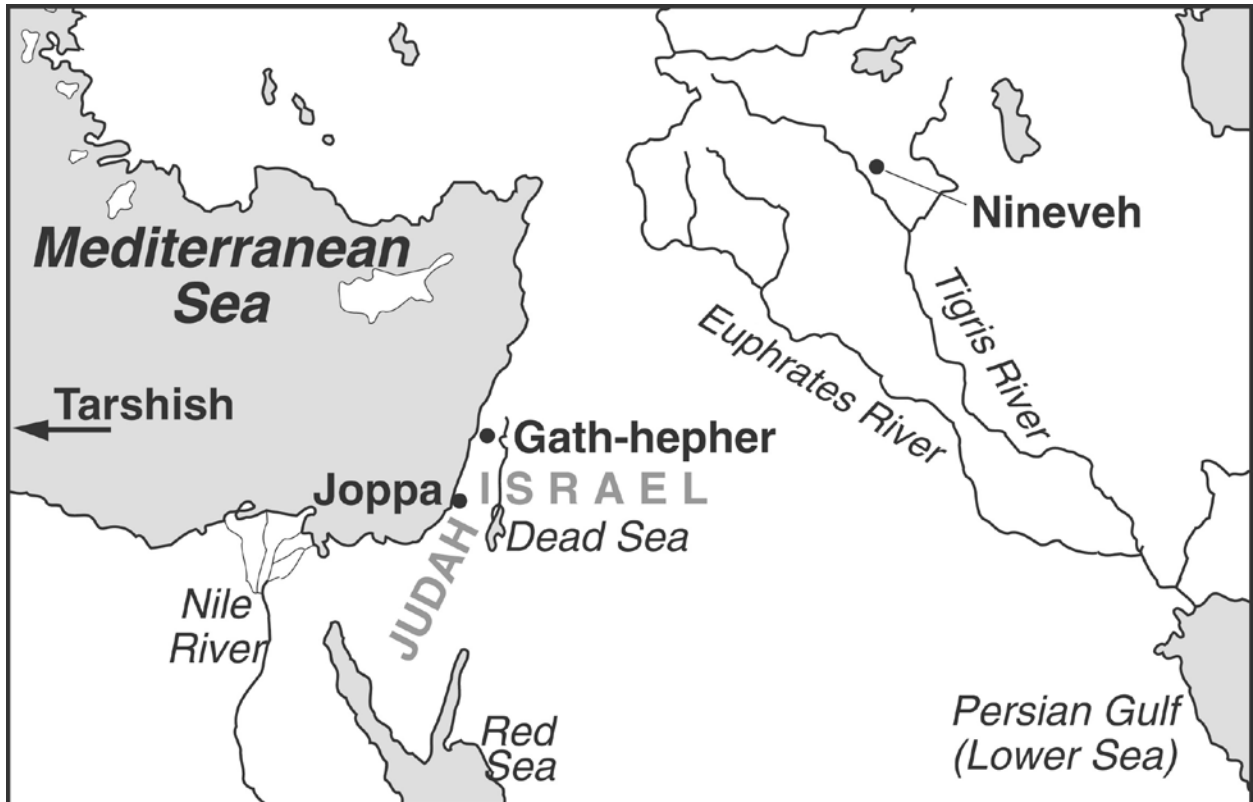 Nineveh
Mediterranean
Sea
Tigris River
Euphrates River
Tarshish
Gath-hepher
Joppa
ISRAEL
Dead Sea
JUDAH
Nile
River
Red
Sea
Persian Gulf
(Lower Sea)